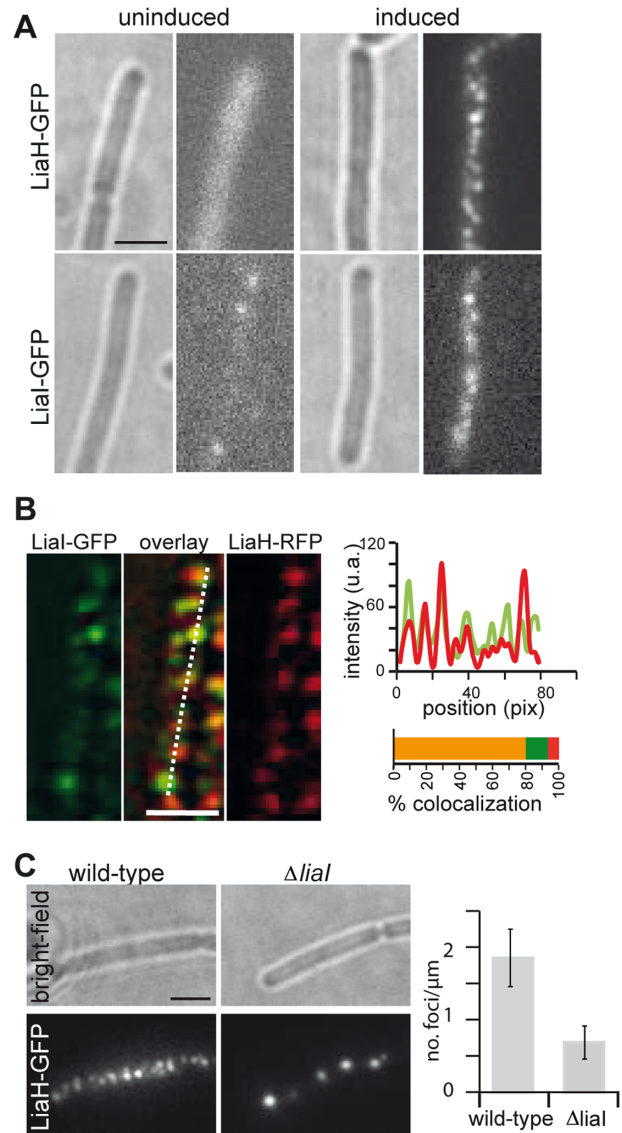 A
uninduced
induced
LiaH-GFP
LiaI-GFP
B
LiaI-GFP
overlay
LiaH-RFP
120
60
0
intensity (u.a.)
0
40
80
position (pix)
0
20
40
60
80
100
% colocalization
C
wild-type
ΔliaI
bright-field
LiaH-GFP
2
1
0
no. foci/µm
wild-type
ΔliaI